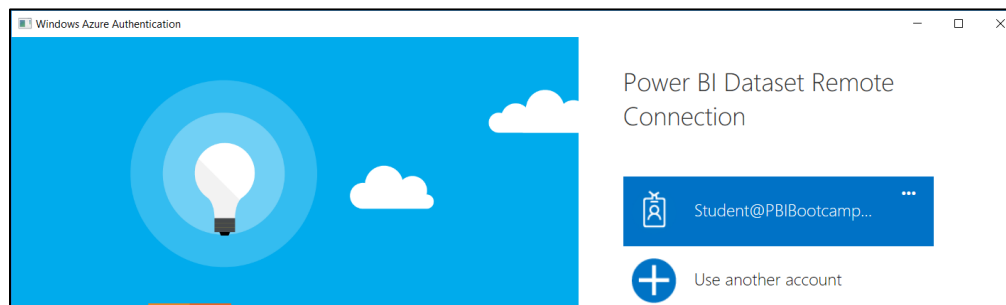 Windows Azure Authentication
Power BI Dataset Remote
Connection
Student@PBIBootcamp...
Use another account